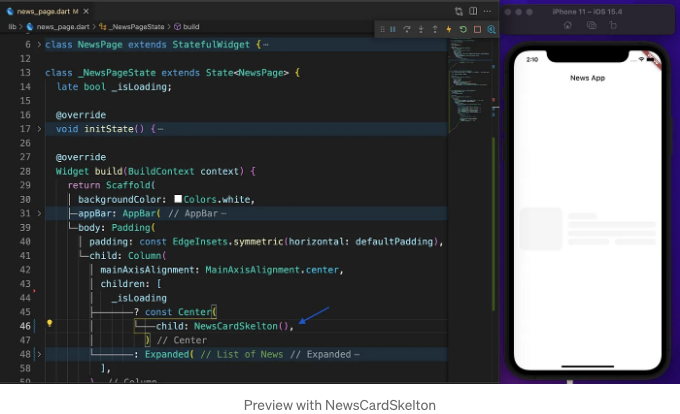 news_page.dart M
lib > news_page.dart > _NewsPageState > build
6 > class NewsPage extends StatefulWidget {⋯
12
13 class _NewsPageState extends State<NewsPage> {
14 late bool _isLoading;
15
16 @override
17 > void initState() {⋯
26
27 @override
28 Widget build(BuildContext context) {
29 return Scaffold(
30 backgroundColor: Colors.white,
31 > appBar: AppBar( // AppBar⋯
39 body: Padding(
40 padding: const EdgeInsets.symmetric(horizontal: defaultPadding),
41 child: Column(
42 mainAxisAlignment: MainAxisAlignment.center,
43 children: [
44 _isLoading
45 ? const Center(
46 child: NewsCardSkelton(),
47 ) // Center
48 > : Expanded( // List of News // Expanded⋯
58 ],
59 ) // Column
iPhone 11 – iOS 15.4
2:10
News App
Preview with NewsCardSkelton